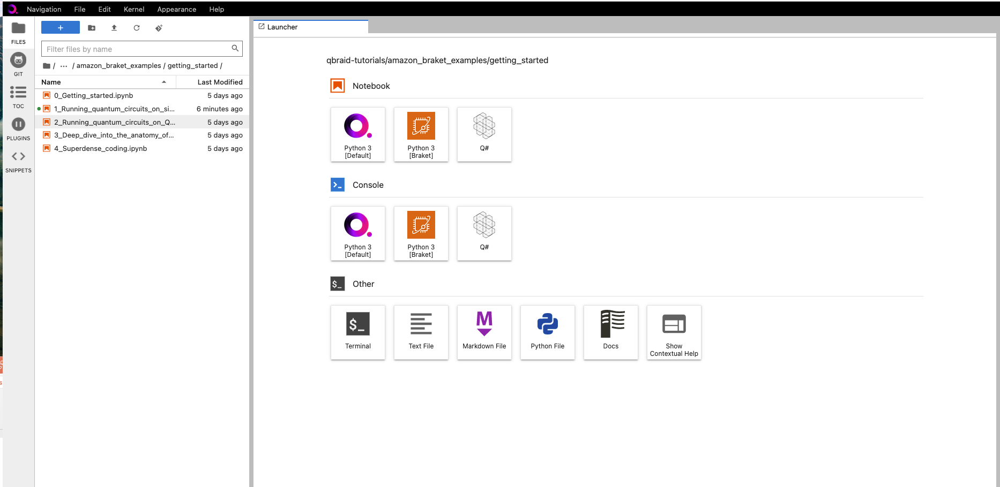 Navigation File Edit Kernel Appearance Help
FILES
GIT
TOC
PLUGINS
SNIPPETS
+
Filter files by name
/ ... / amazon_braket_examples / getting_started /
Name Last Modified
0_Getting_started.ipynb 5 days ago
1_Running_quantum_circuits_on_si... 6 minutes ago
2_Running_quantum_circuits_on_Q... 5 days ago
3_Deep_dive_into_the_anatomy_of... 5 days ago
4_Superdense_coding.ipynb 5 days ago
Launcher
qbraid-tutorials/amazon_braket_examples/getting_started
Notebook
Python 3 Python 3 Q#
[Default] [Braket]
>_ Console
Python 3 Python 3 Q#
[Default] [Braket]
$_ Other
$_ M
Terminal Text File Markdown File Python File Docs Show
Contextual Help